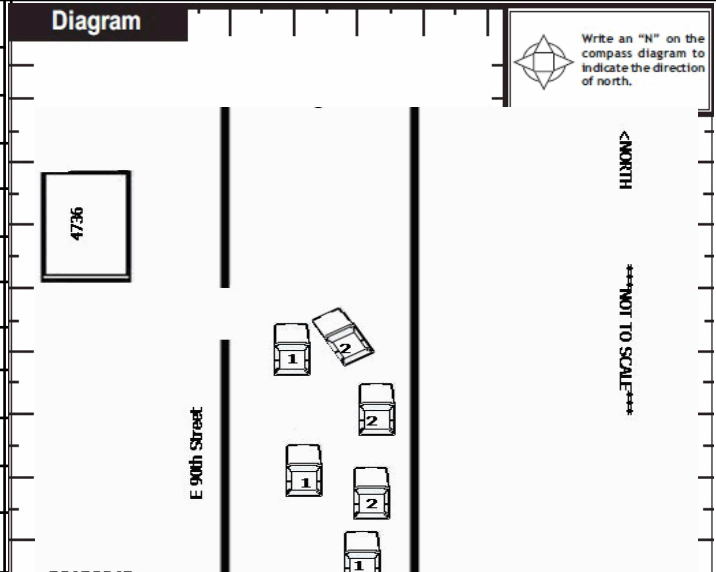 Diagram
Write an “N” on the
compass diagram to
indicate the direction
of north.
<NORTH
4736
***NOT TO SCALE***
1
2
2
E 90th Street
1
2
1